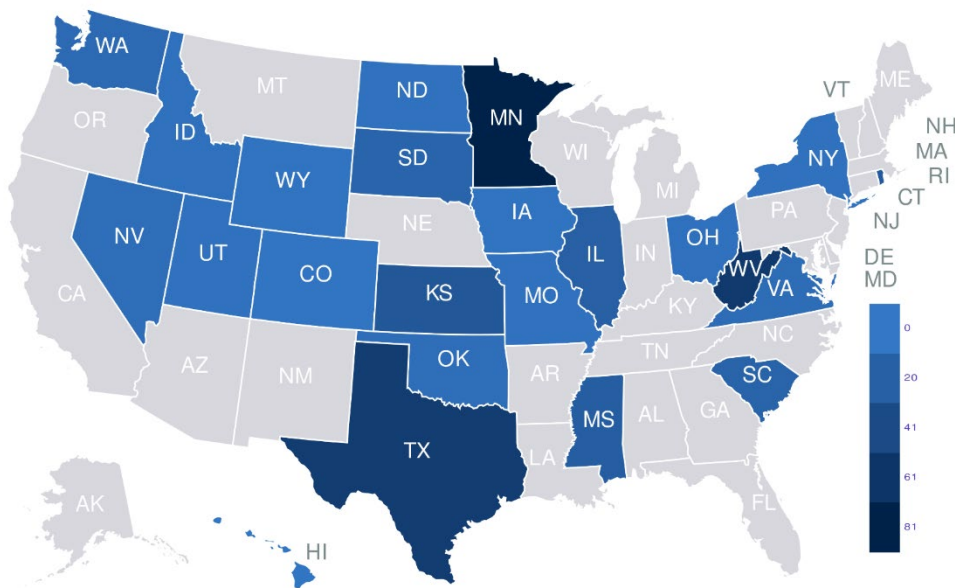 WA
MT
ND
MN
VT
ME
OR
ID
SD
WI
NH
MA
RI
CT
NJ
WY
MI
NY
NE
IA
PA
NV
UT
CO
IL
IN
OH
DE
MD
CA
KS
MO
WV
VA
KY
0
AZ
NM
OK
AR
TN
NC
20
MS
AL
GA
SC
41
TX
LA
61
AK
FL
81
HI